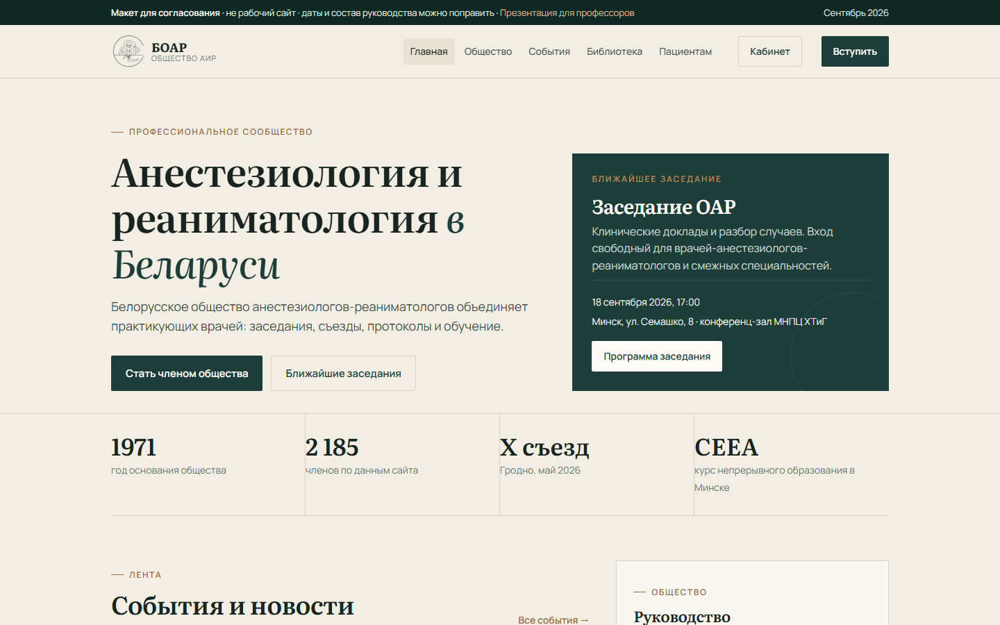 Макет для согласования · не рабочий сайт · даты и состав руководства можно поправить · Презентация для профессоров
Сентябрь 2026
БОАР
ОБЩЕСТВО АИР
Главная
Общество
События
Библиотека
Пациентам
Кабинет
Вступить
ПРОФЕССИОНАЛЬНОЕ СООБЩЕСТВО
Анестезиология и
реаниматология в
Беларуси
Белорусское общество анестезиологов-реаниматологов объединяет
практикующих врачей: заседания, съезды, протоколы и обучение.
Стать членом общества
Ближайшие заседания
БЛИЖАЙШЕЕ ЗАСЕДАНИЕ
Заседание ОАР
Клинические доклады и разбор случаев. Вход
свободный для врачей-анестезиологов-
реаниматологов и смежных специальностей.
18 сентября 2026, 17:00
Минск, ул. Семашко, 8 · конференц-зал МНПЦ ХТиГ
Программа заседания
1971
год основания общества
2 185
членов по данным сайта
X съезд
Гродно, май 2026
CEEA
курс непрерывного образования в
Минске
ЛЕНТА
События и новости
Все события →
ОБЩЕСТВО
Руководство